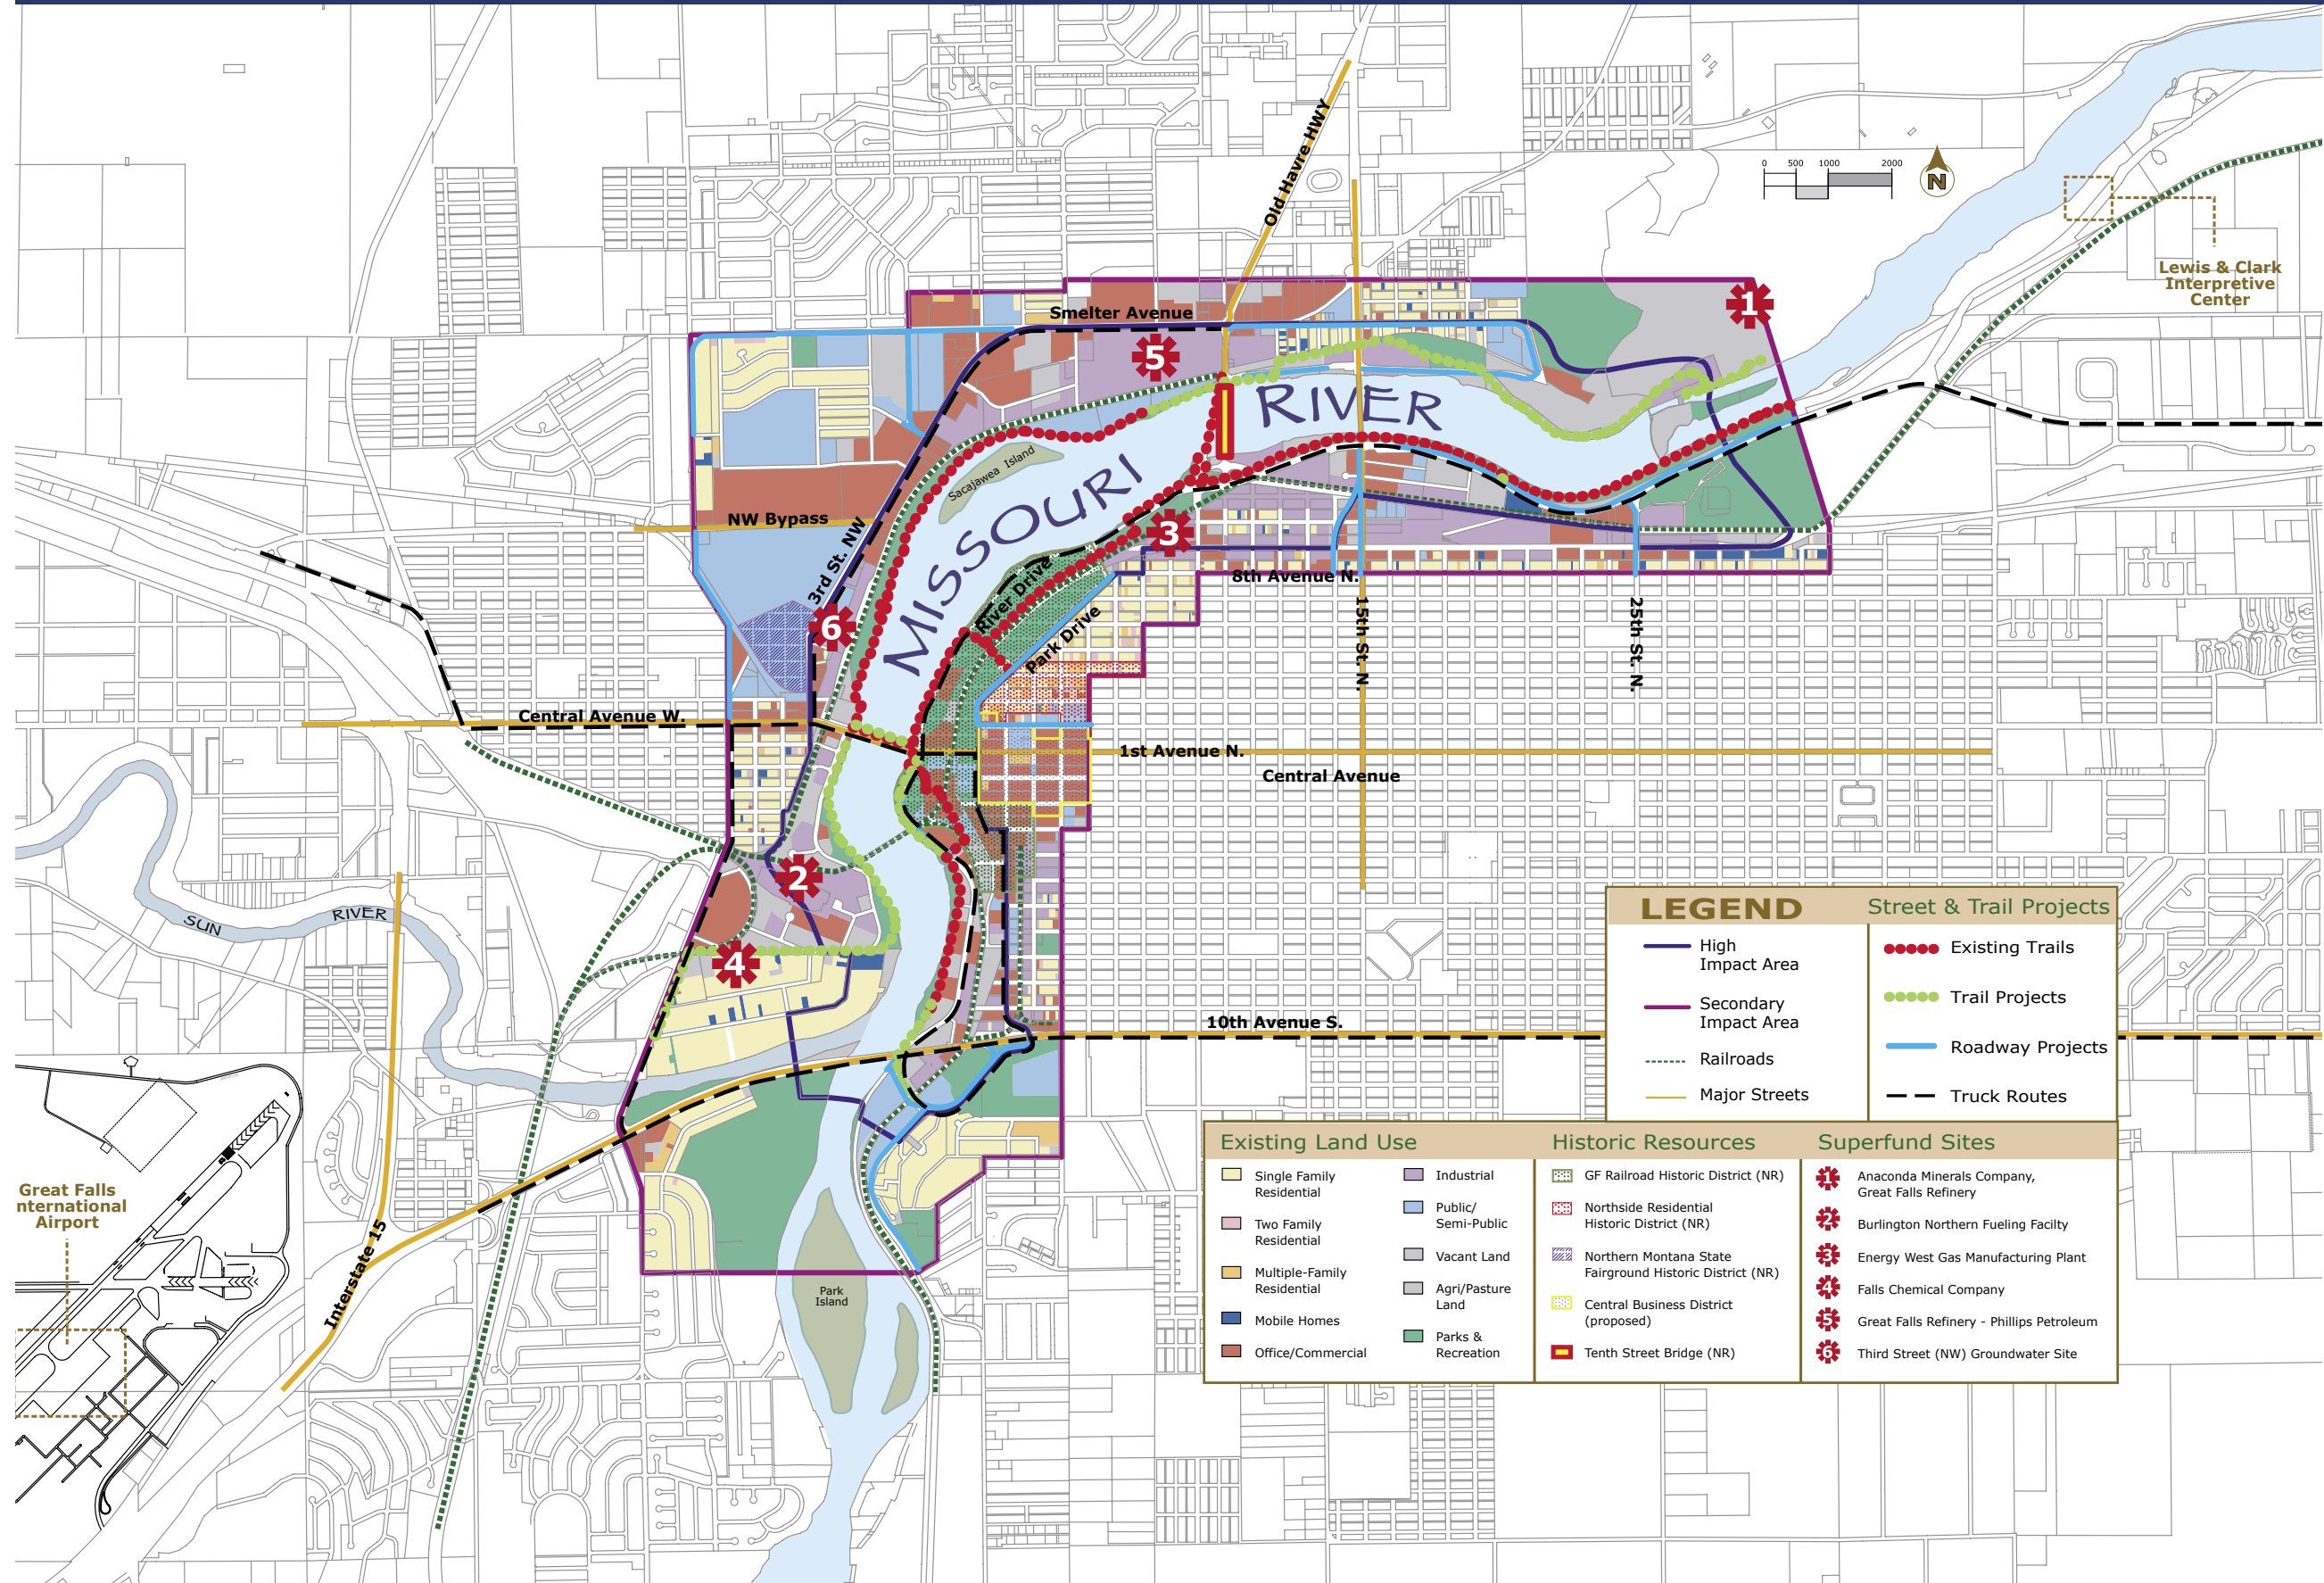 Old Havre HWY
0 500 1000 2000
N
Lewis & Clark
Interpretive
Center
1
Smelter Avenue
5
RIVER
Sacajawea Island
MISSOURI
NW Bypass
3rd St. NW
3
8th Avenue N.
River Drive
Park Drive
15th St. N.
25th St. N.
6
Central Avenue W.
1st Avenue N.
Central Avenue
2
SUN RIVER
4
10th Avenue S.
Great Falls
nternational
Airport
Interstate 15
Park
Island
LEGEND
High
Impact Area
Secondary
Impact Area
Railroads
Major Streets
Street & Trail Projects
Existing Trails
Trail Projects
Roadway Projects
Truck Routes
Existing Land Use
Single Family
Residential
Two Family
Residential
Multiple-Family
Residential
Mobile Homes
Office/Commercial
Industrial
Public/
Semi-Public
Vacant Land
Agri/Pasture
Land
Parks &
Recreation
Historic Resources
GF Railroad Historic District (NR)
Northside Residential
Historic District (NR)
Northern Montana State
Fairground Historic District (NR)
Central Business District
(proposed)
Tenth Street Bridge (NR)
Superfund Sites
1 Anaconda Minerals Company,
Great Falls Refinery
2 Burlington Northern Fueling Facilty
3 Energy West Gas Manufacturing Plant
4 Falls Chemical Company
5 Great Falls Refinery - Phillips Petroleum
6 Third Street (NW) Groundwater Site